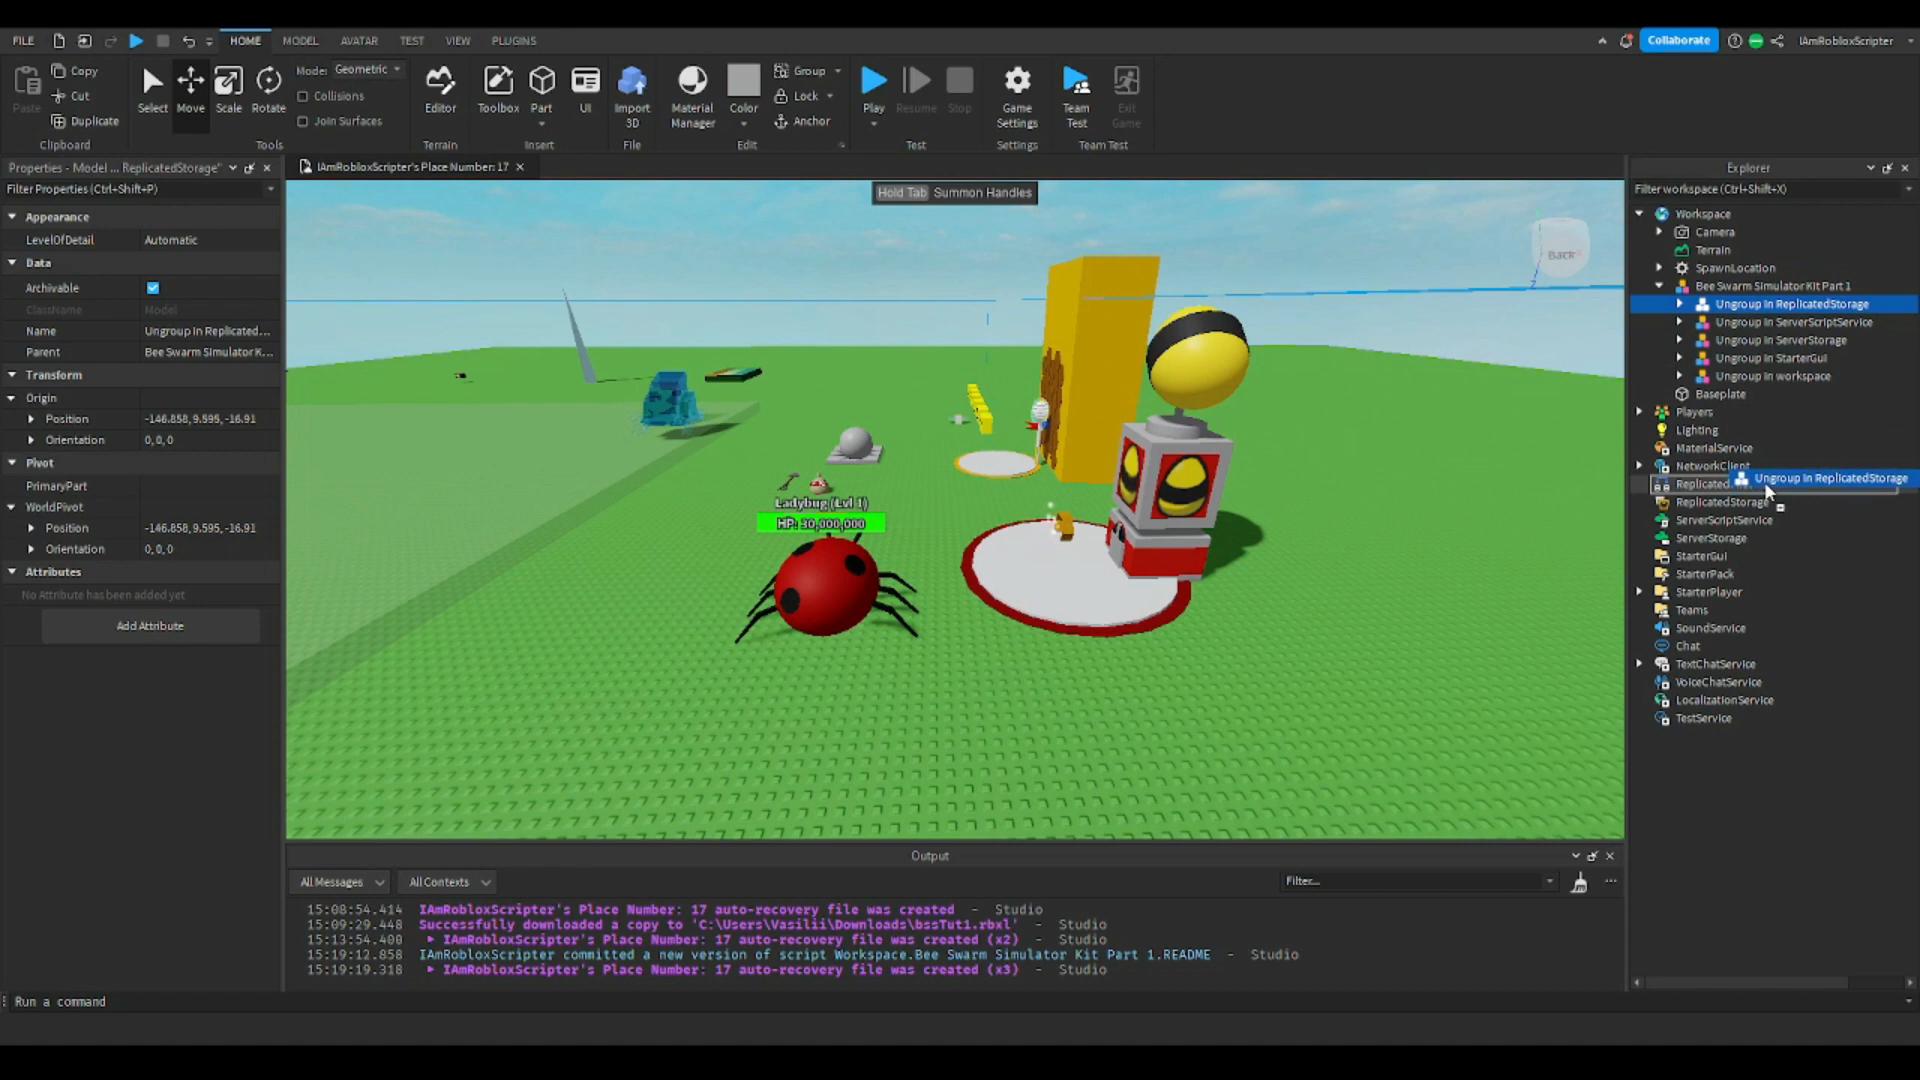 FILE HOME MODEL AVATAR TEST VIEW PLUGINS Collaborate IAmRobloxScripter
Paste Copy Cut Duplicate Clipboard
Select Move Scale Rotate Mode: Geometric Collisions Join Surfaces Tools
Editor Terrain
Toolbox Part UI Insert
Import 3D File
Material Manager Color Group Lock Anchor Edit
Play Resume Stop Test
Game Settings Settings
Team Test Exit Game Team Test
Properties - Model ... ReplicatedStorage"
Filter Properties (Ctrl+Shift+P)
Appearance
LevelOfDetail Automatic
Data
Archivable
ClassName Model
Name Ungroup In Replicated...
Parent Bee Swarm Simulator K...
Transform
Origin
Position -146.858,9.595,-16.91
Orientation 0,0,0
Pivot
PrimaryPart
WorldPivot
Position -146.858,9.595,-16.91
Orientation 0,0,0
Attributes
No Attribute has been added yet
Add Attribute
IAmRobloxScripter's Place Number: 17
Hold Tab Summon Handles
Back
Ladybug (Lvl 1)
HP: 30,000,000
Explorer
Filter workspace (Ctrl+Shift+X)
Workspace
Camera
Terrain
SpawnLocation
Bee Swarm Simulator Kit Part 1
Ungroup In ReplicatedStorage
Ungroup In ServerScriptService
Ungroup In ServerStorage
Ungroup In StarterGui
Ungroup In workspace
Baseplate
Players
Lighting
MaterialService
NetworkClient
Replicated
Ungroup In ReplicatedStorage
ReplicatedStorage
ServerScriptService
ServerStorage
StarterGui
StarterPack
StarterPlayer
Teams
SoundService
Chat
TextChatService
VoiceChatService
LocalizationService
TestService
Output
All Messages All Contexts Filter...
15:08:54.414 IAmRobloxScripter's Place Number: 17 auto-recovery file was created - Studio
15:09:29.448 Successfully downloaded a copy to 'C:\Users\Vasilii\Downloads\bssTut1.rbxl' - Studio
15:13:54.400 IAmRobloxScripter's Place Number: 17 auto-recovery file was created (x2) - Studio
15:19:12.858 IAmRobloxScripter committed a new version of script Workspace.Bee Swarm Simulator Kit Part 1.README - Studio
15:19:19.318 IAmRobloxScripter's Place Number: 17 auto-recovery file was created (x3) - Studio
Run a command